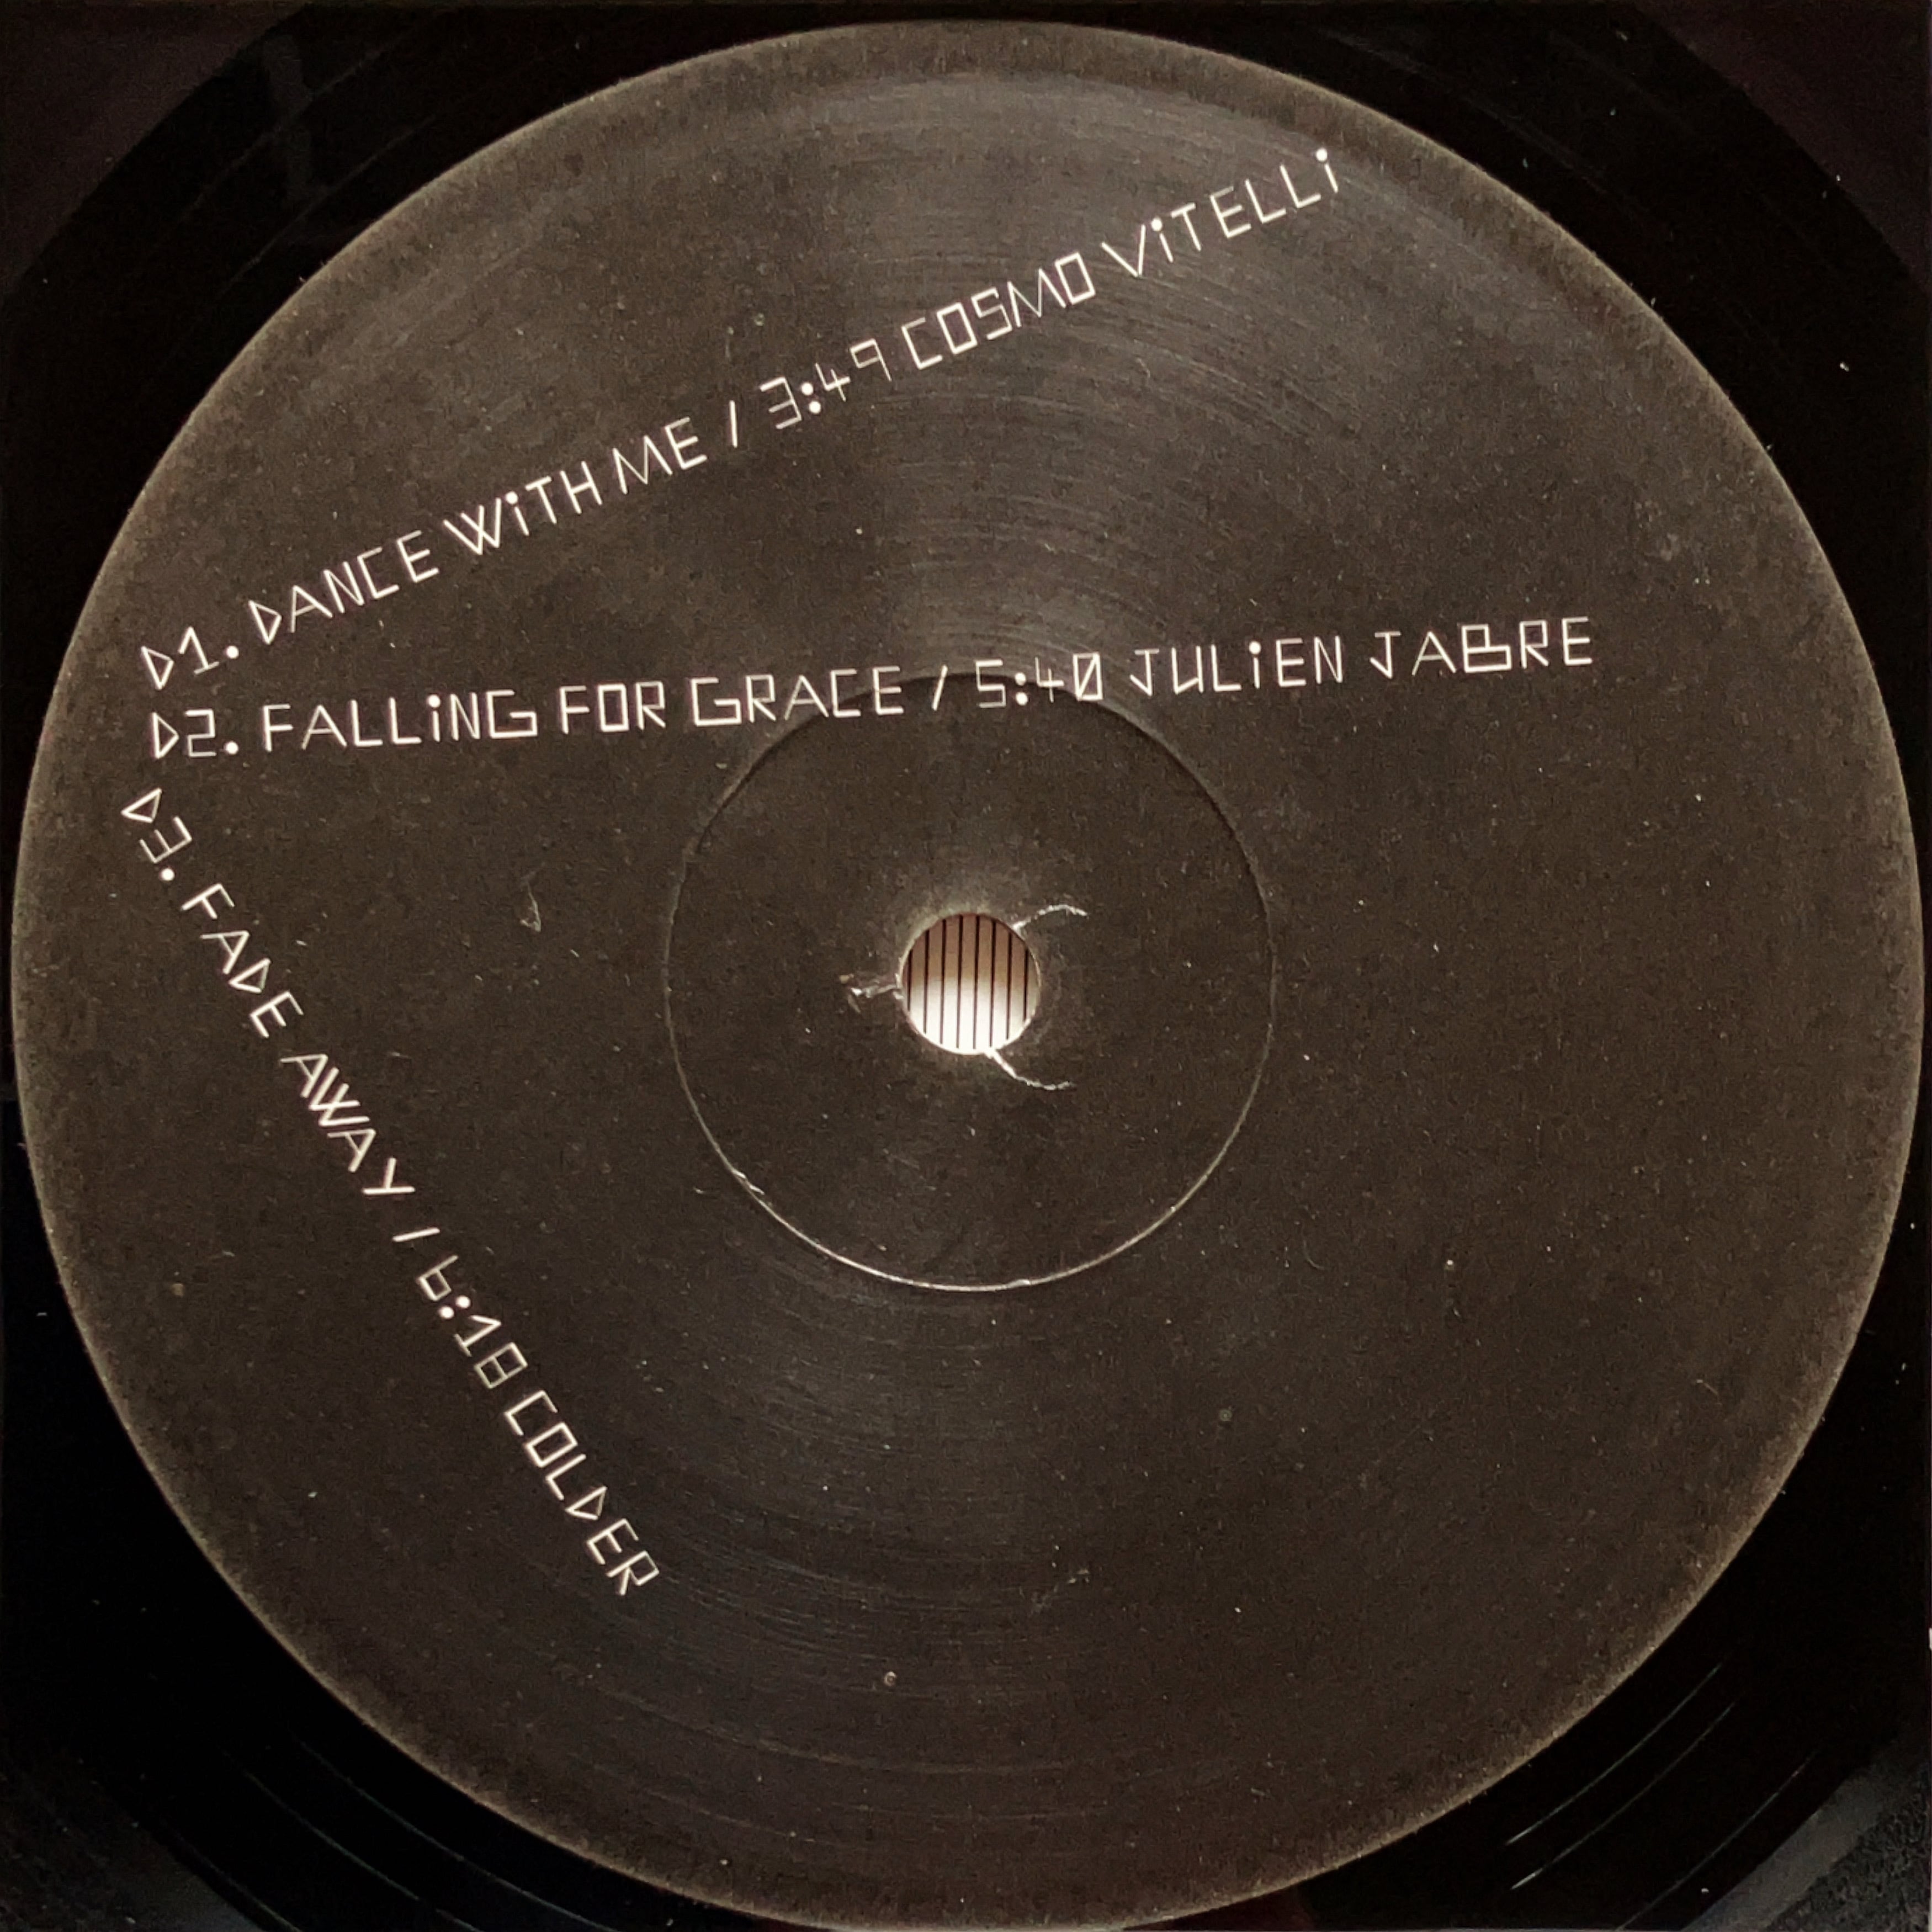 D1. DANCE WiTH ME / 3:49 COSMO ViTELLi
D2. FALLiNG FOR GRACE / 5:40 JULiEN JABRE
D3. FADE AWAY / 6:18 COLDER